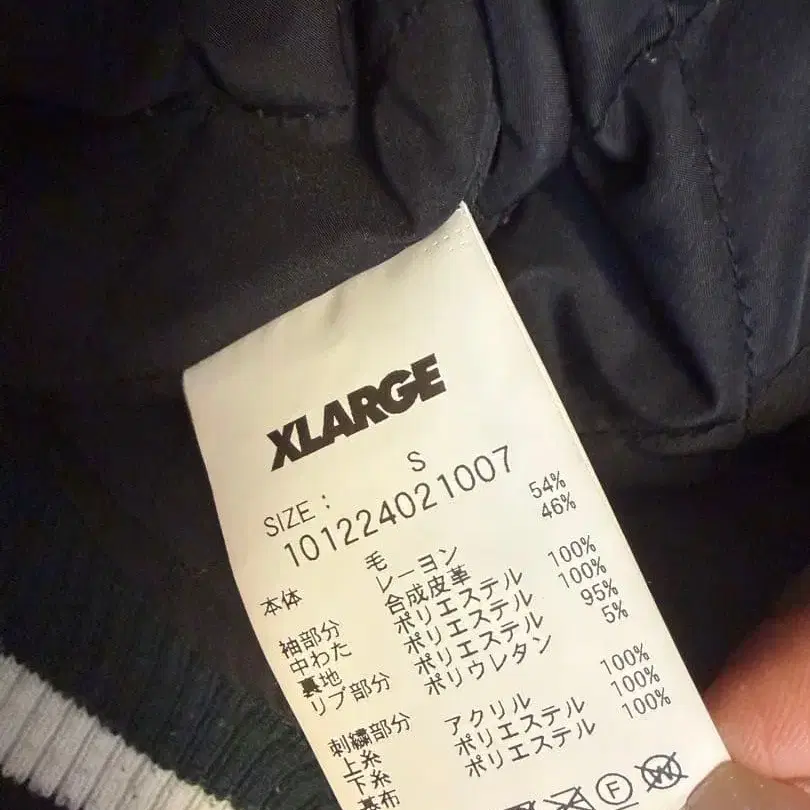 XLARGE
SIZE : S
101224021007
本体 毛 54%
レーヨン 46%
袖部分 合成皮革
中わた ポリエステル 100%
裏地 ポリエステル 100%
リブ部分 ポリエステル 95%
ポリウレタン 5%
刺繍部分
上糸 アクリル 100%
下糸 ポリエステル 100%
基布 ポリエステル 100%
F W